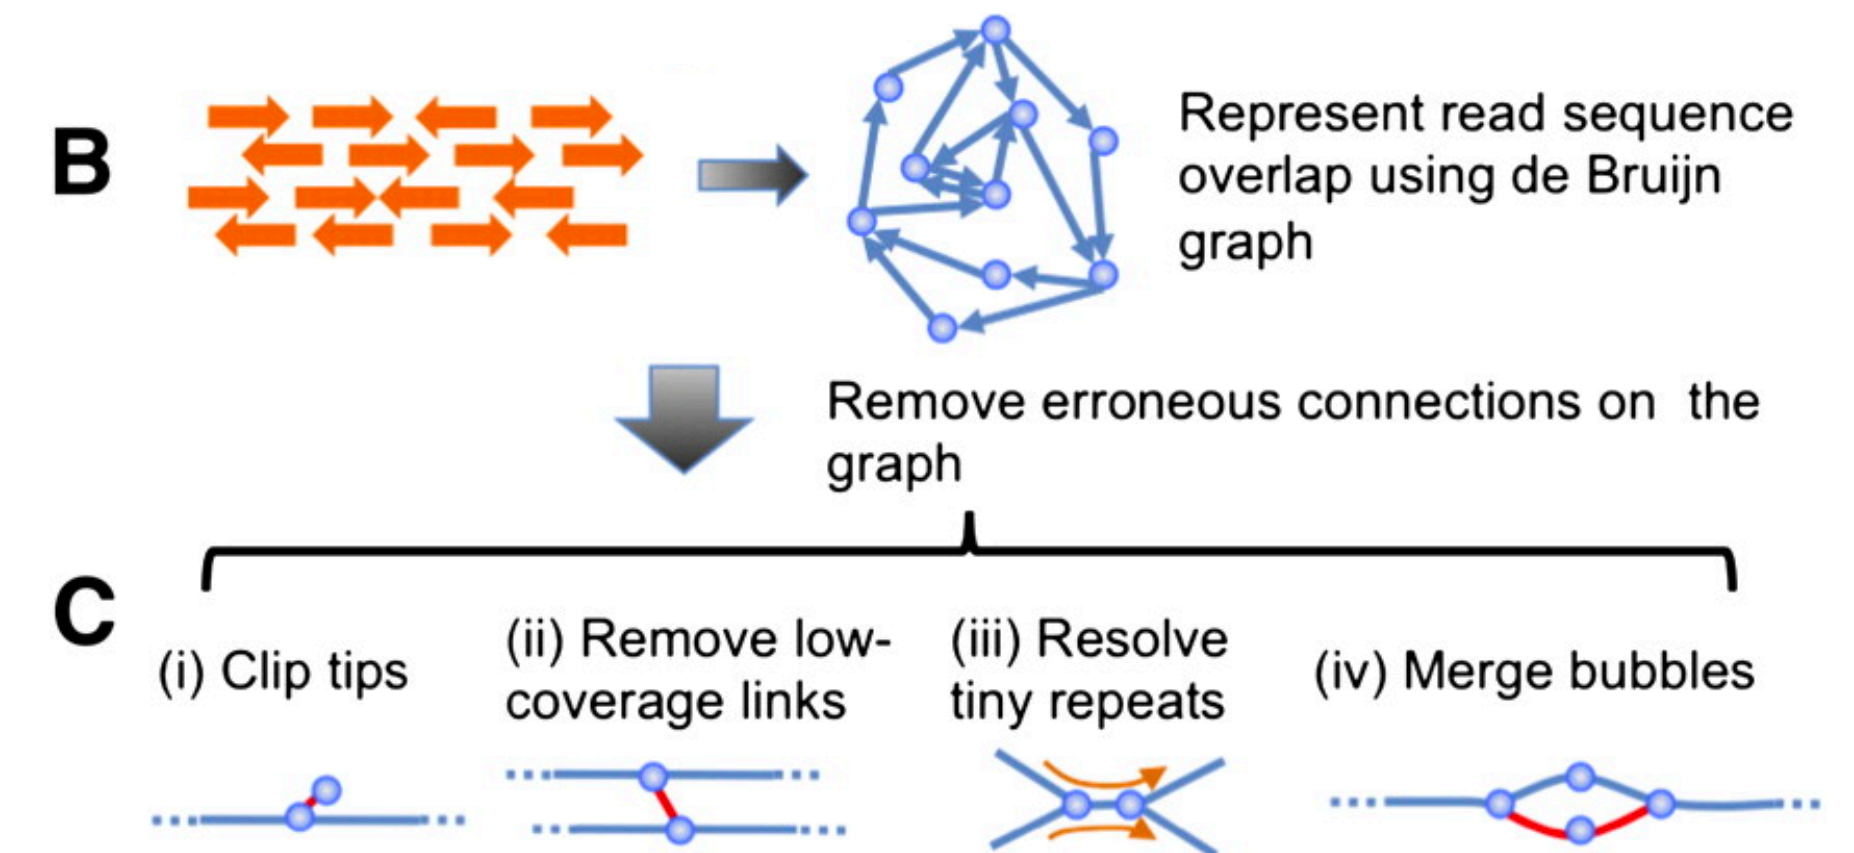 B
Represent read sequence
overlap using de Bruijn
graph
Remove erroneous connections on  the
graph
C
(i) Clip tips
(ii) Remove low-
coverage links
(iii) Resolve
tiny repeats
(iv) Merge bubbles